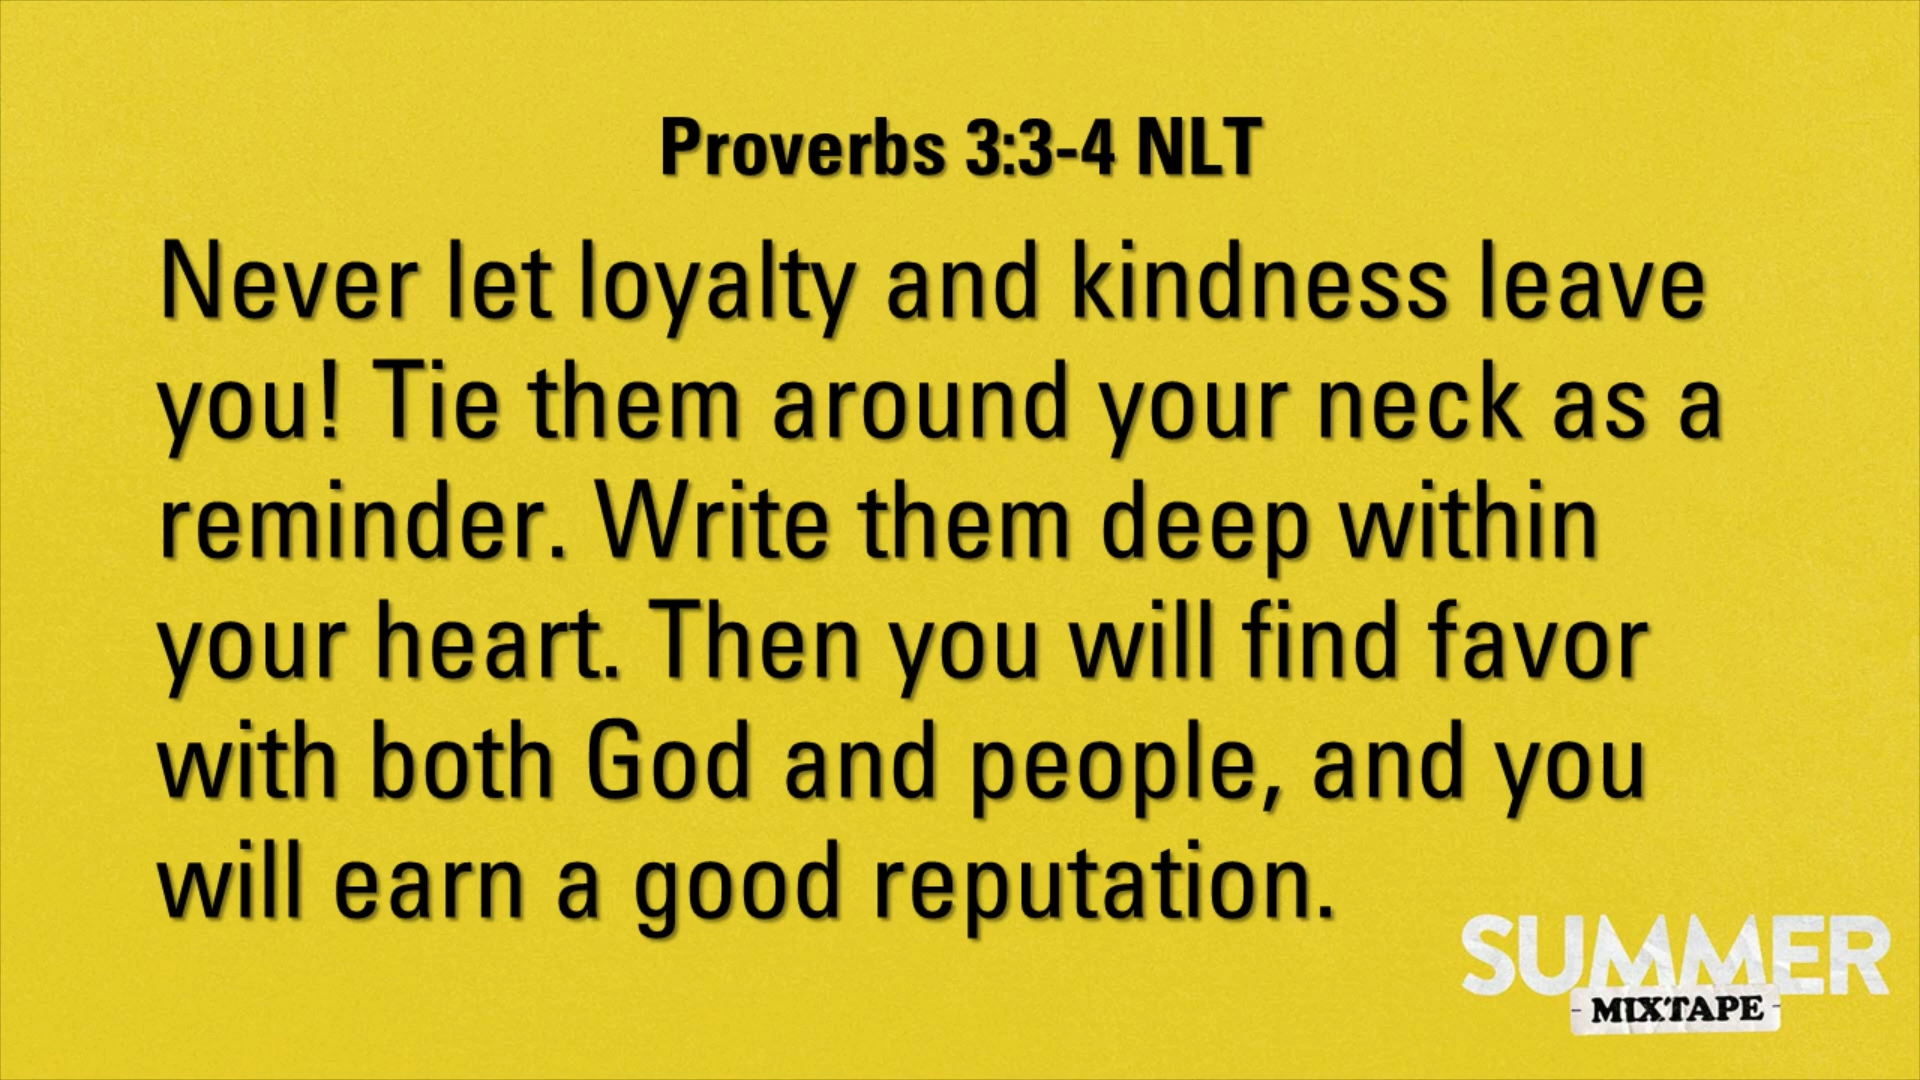 Proverbs 3:3-4 NLT
Never let loyalty and kindness leave
you! Tie them around your neck as a
reminder. Write them deep within
your heart. Then you will find favor
with both God and people, and you
will earn a good reputation.
SUMMER
- MIXTAPE -